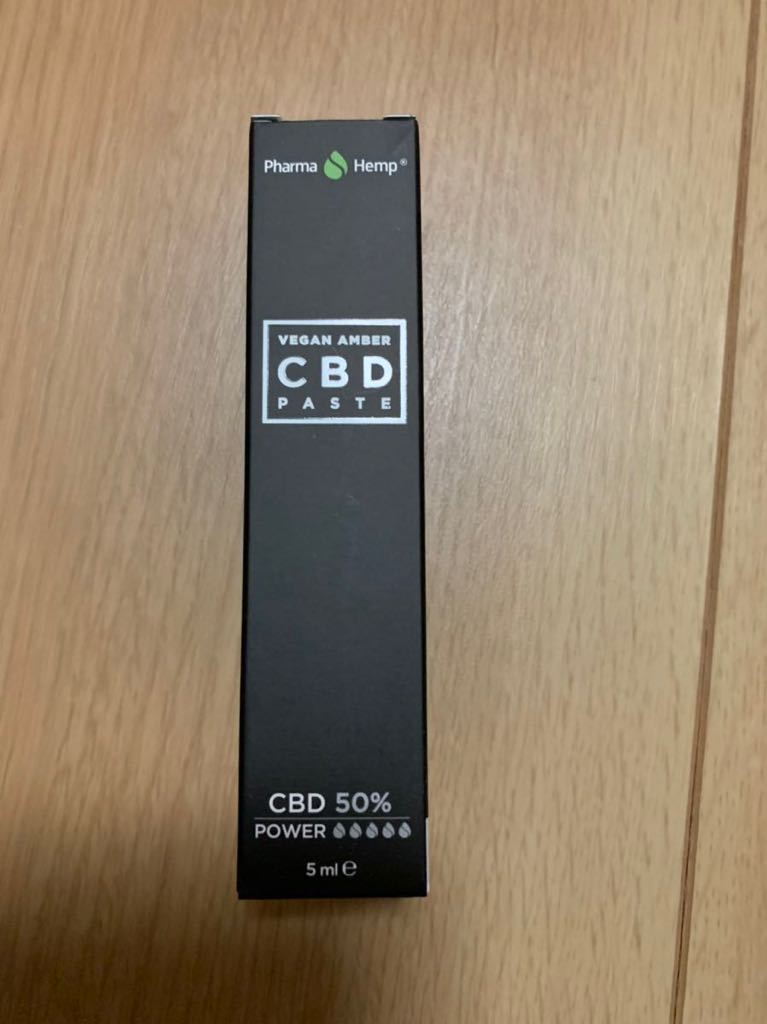 Pharma Hemp®
VEGAN AMBER
CBD
PASTE
CBD 50%
POWER
5 ml ℮